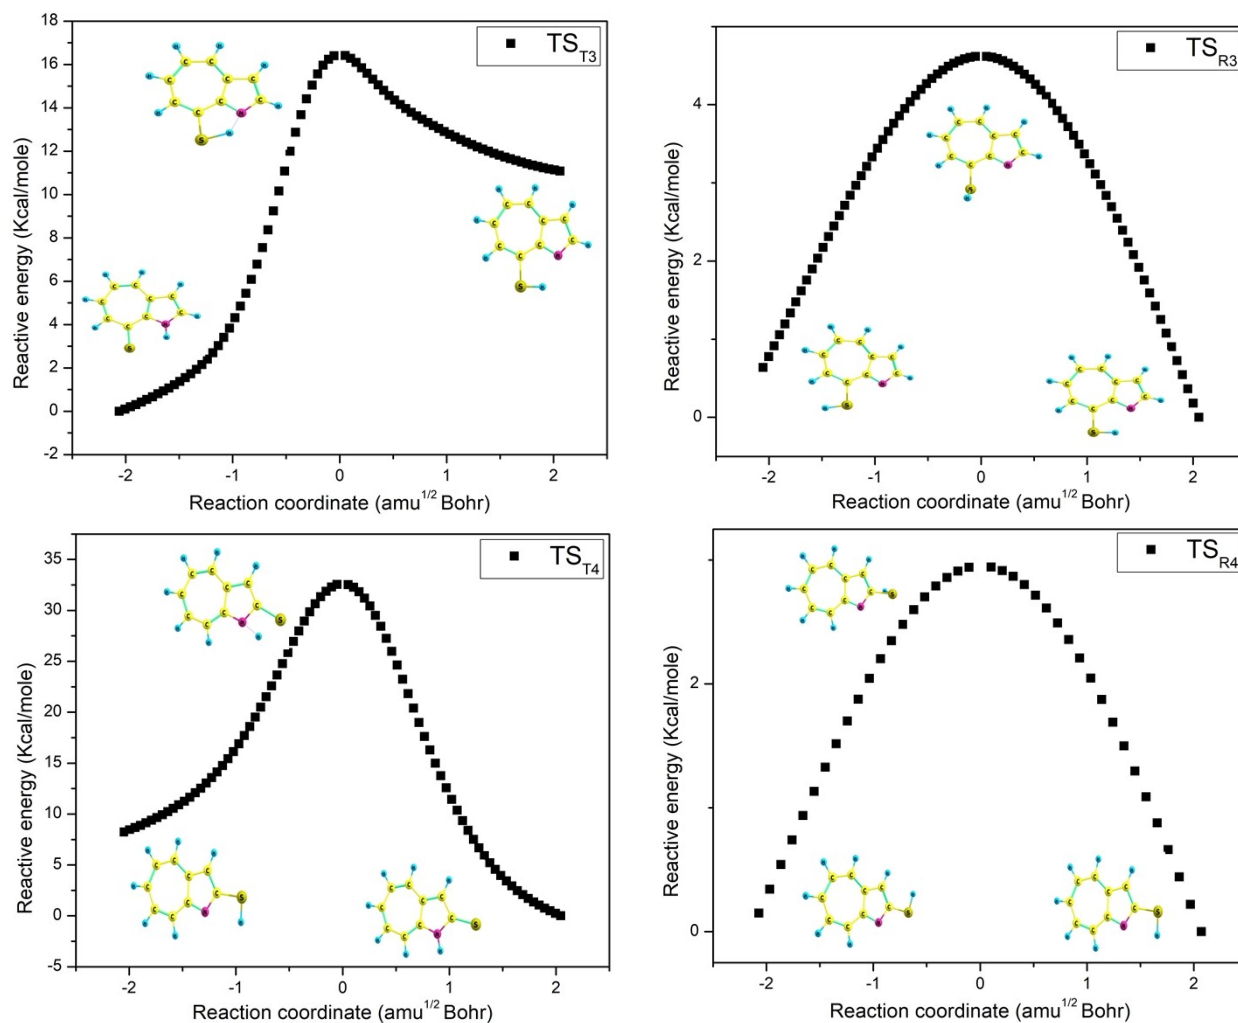 TS_T3
Reactive energy (Kcal/mole)
18
16
14
12
10
8
6
4
2
0
-2
-2 -1 0 1 2
Reaction coordinate (amu^1/2 Bohr)
TS_R3
Reactive energy (Kcal/mole)
4
2
0
-2 -1 0 1 2
Reaction coordinate (amu^1/2 Bohr)
TS_T4
Reactive energy (Kcal/mole)
35
30
25
20
15
10
5
0
-5
-2 -1 0 1 2
Reaction coordinate (amu^1/2 Bohr)
TS_R4
Reactive energy (Kcal/mole)
2
0
-2 -1 0 1 2
Reaction coordinate (amu^1/2 Bohr)